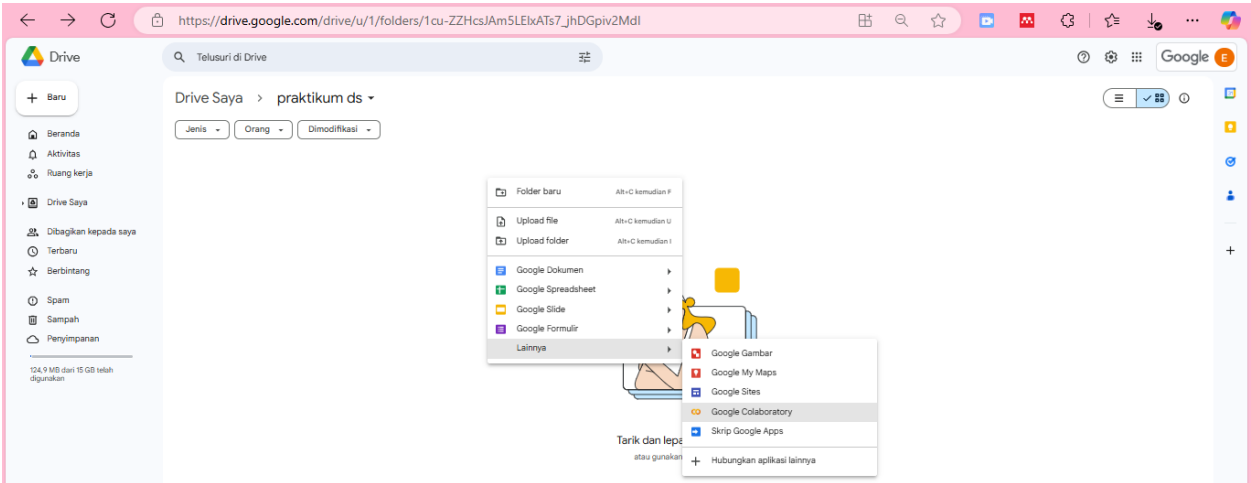 https://drive.google.com/drive/u/1/folders/1cu-ZZHcsJAm5LElxATs7_jhDGpiv2MdI
Drive
Telusuri di Drive
Google E
Baru
Drive Saya > praktikum ds
Jenis Orang Dimodifikasi
Beranda
Aktivitas
Ruang kerja
Drive Saya
Dibagikan kepada saya
Terbaru
Berbintang
Spam
Sampah
Penyimpanan
124,9 MB dari 15 GB telah
digunakan
Folder baru Alt+C kemudian F
Upload file Alt+C kemudian U
Upload folder Alt+C kemudian I
Google Dokumen
Google Spreadsheet
Google Slide
Google Formulir
Lainnya
Google Gambar
Google My Maps
Google Sites
Google Colaboratory
Skrip Google Apps
Hubungkan aplikasi lainnya
Tarik dan lepa
atau gunakan